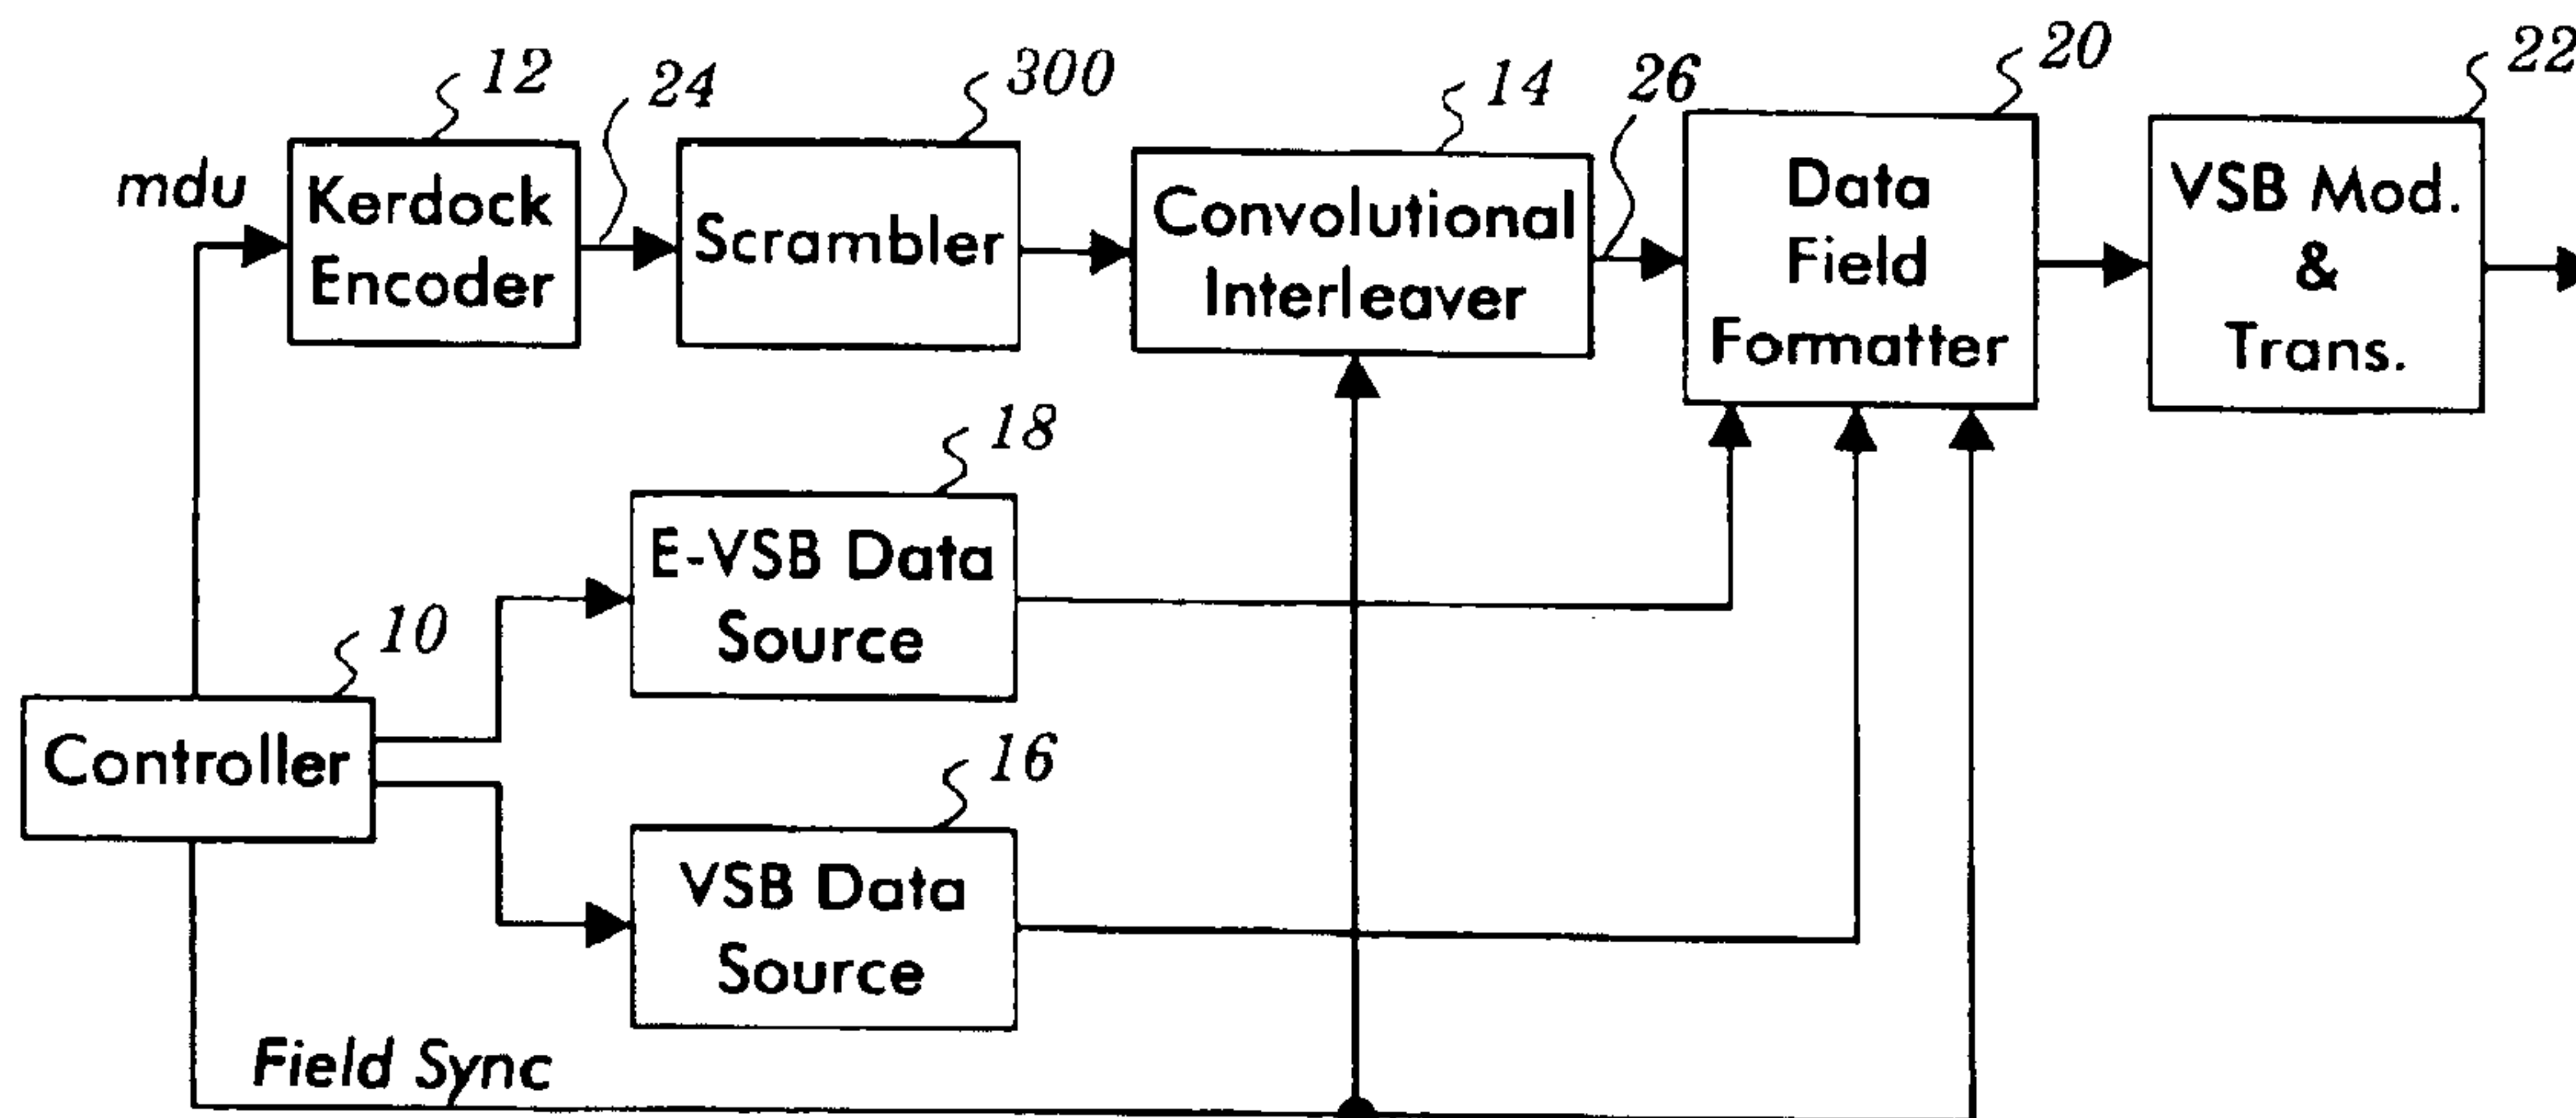 12
24
300
14
26
20
22
mdu
Kerdock
Encoder
Scrambler
Convolutional
Interleaver
Data
Field
Formatter
VSB Mod.
&
Trans.
18
E-VSB Data
Source
10
Controller
16
VSB Data
Source
Field Sync